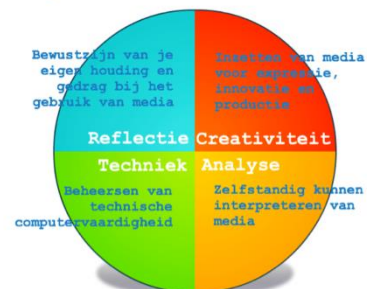 Bewustzijn van je
eigen houding en
gedrag bij het
gebruik van media
Reflectie
Inzetten van media
voor expressie,
innovatie en
productie
Creativiteit
Techniek
Beheersen van
technische
computervaardigheid
Analyse
Zelfstandig kunnen
interpreteren van
media